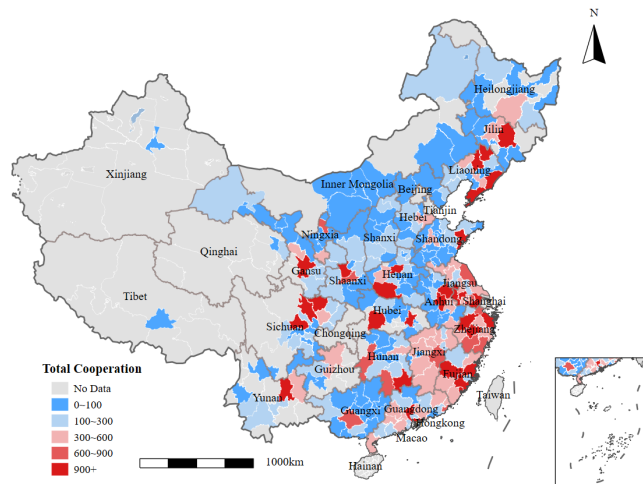 N
Heilongjiang
Jilin
Liaoning
Xinjiang
Inner Mongolia
Beijing
Tianjin
Hebei
Ningxia
Shanxi
Shandong
Qinghai
Gansu
Shaanxi
Henan
Jiangsu
Tibet
Anhui
Shanghai
Hubei
Sichuan
Chongqing
Zhejiang
Hunan
Jiangxi
Guizhou
Fujian
Yunan
Guangxi
Guangdong
Taiwan
Hongkong
Macao
Hainan
Total Cooperation
No Data
0~100
100~300
300~600
600~900
900+
1000km